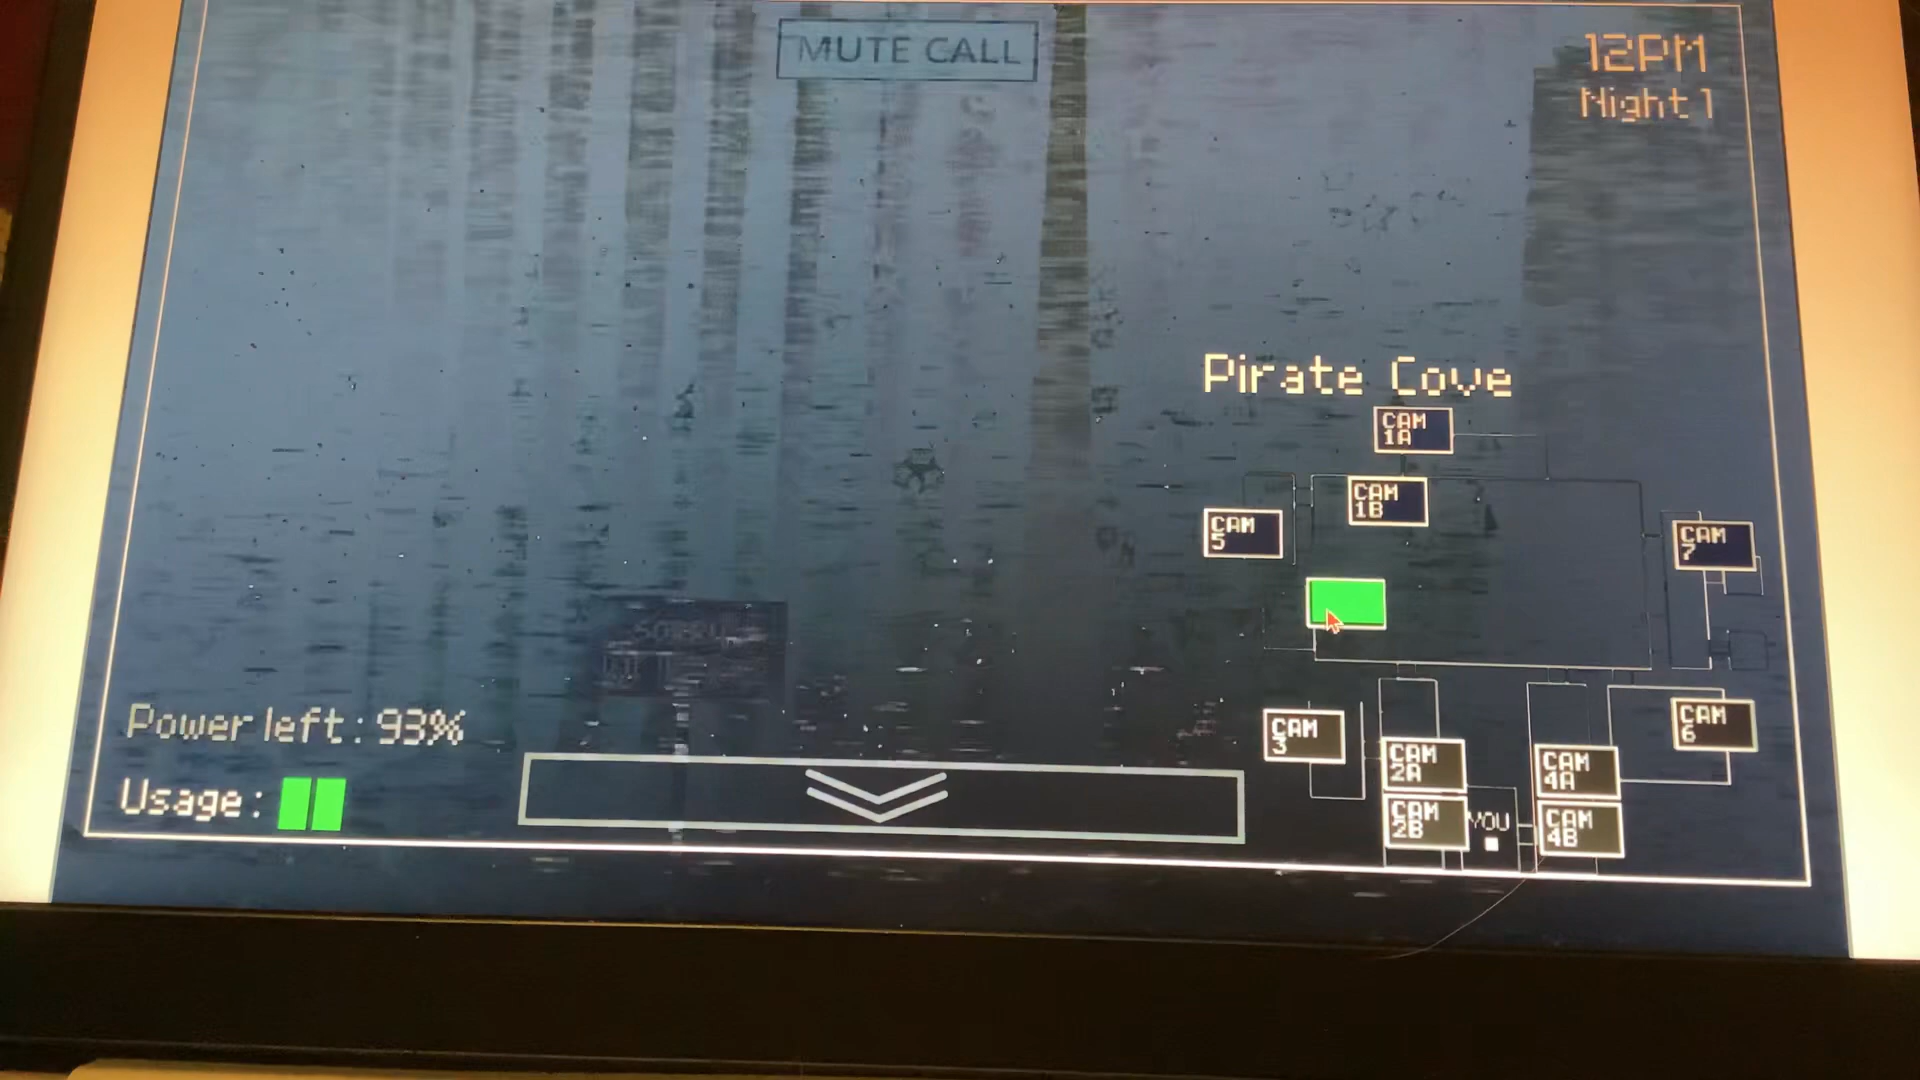 MUTE CALL
12PM
Night 1
Pirate Cove
CAM
1A
CAM
1B
CAM
5
CAM
7
CAM
3
CAM
6
CAM
2A
CAM
4A
CAM
2B
YOU
CAM
4B
Power left: 93%
Usage: